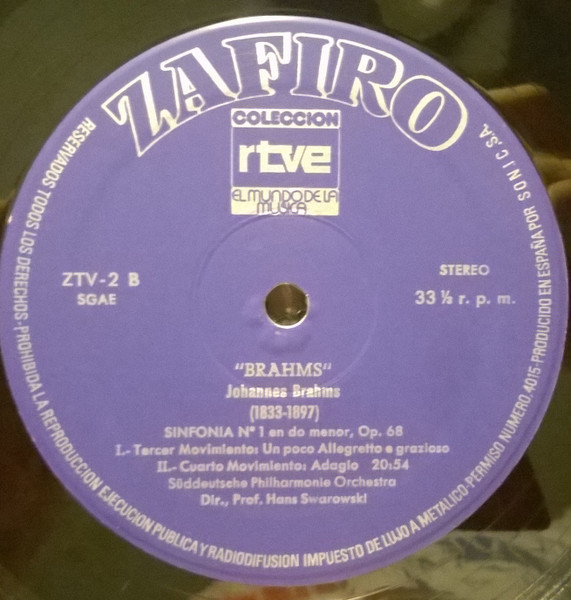 ZAFIRO
COLECCION
rtve
EL MUNDO DE LA
MUSICA
ZTV-2 B
SGAE
STEREO
33 ⅓ r. p. m.
"BRAHMS"
Johannes Brahms
(1833-1897)
SINFONIA Nº 1 en do menor, Op. 68
I.- Tercer Movimiento: Un poco Allegretto e grazioso
II.- Cuarto Movimiento: Adagio 20:54
Süddeutsche Philharmonie Orchestra
Dir., Prof. Hans Swarowski
RESERVADOS TODOS LOS DERECHOS-PROHIBIDA LA REPRODUCCION EJECUCION PUBLICA Y RADIODIFUSION IMPUESTO DE LUJO A METALICO-PERMISO NUMERO 4015-PRODUCIDO EN ESPAÑA POR SONIC, S.A.